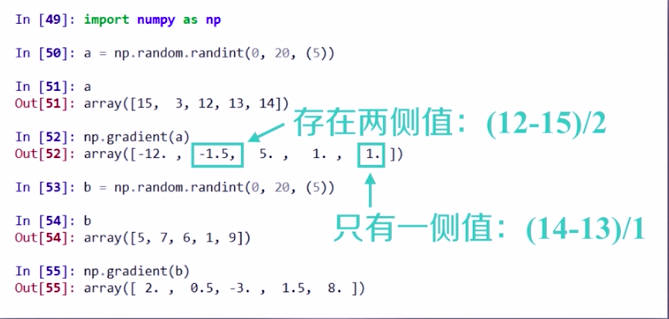 In [49]: import numpy as np
In [50]: a = np.random.randint(0, 20, (5))
In [51]: a
Out[51]: array([15, 3, 12, 13, 14])
In [52]: np.gradient(a)
存在两侧值：(12-15)/2
Out[52]: array([-12. , -1.5, 5. , 1. , 1. ])
In [53]: b = np.random.randint(0, 20, (5))
In [54]: b
只有一侧值：(14-13)/1
Out[54]: array([5, 7, 6, 1, 9])
In [55]: np.gradient(b)
Out[55]: array([ 2. , 0.5, -3. , 1.5, 8. ])